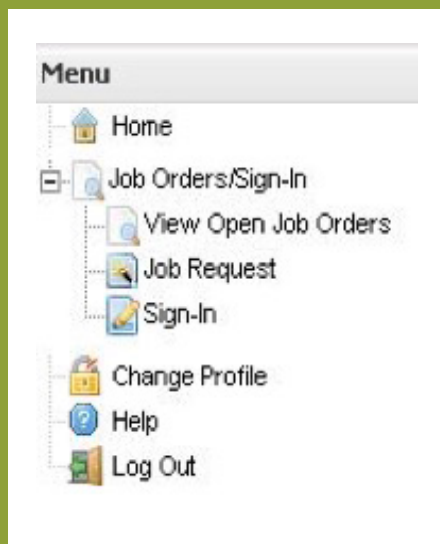 Menu
Home
Job Orders/Sign-In
View Open Job Orders
Job Request
Sign-In
Change Profile
Help
Log Out